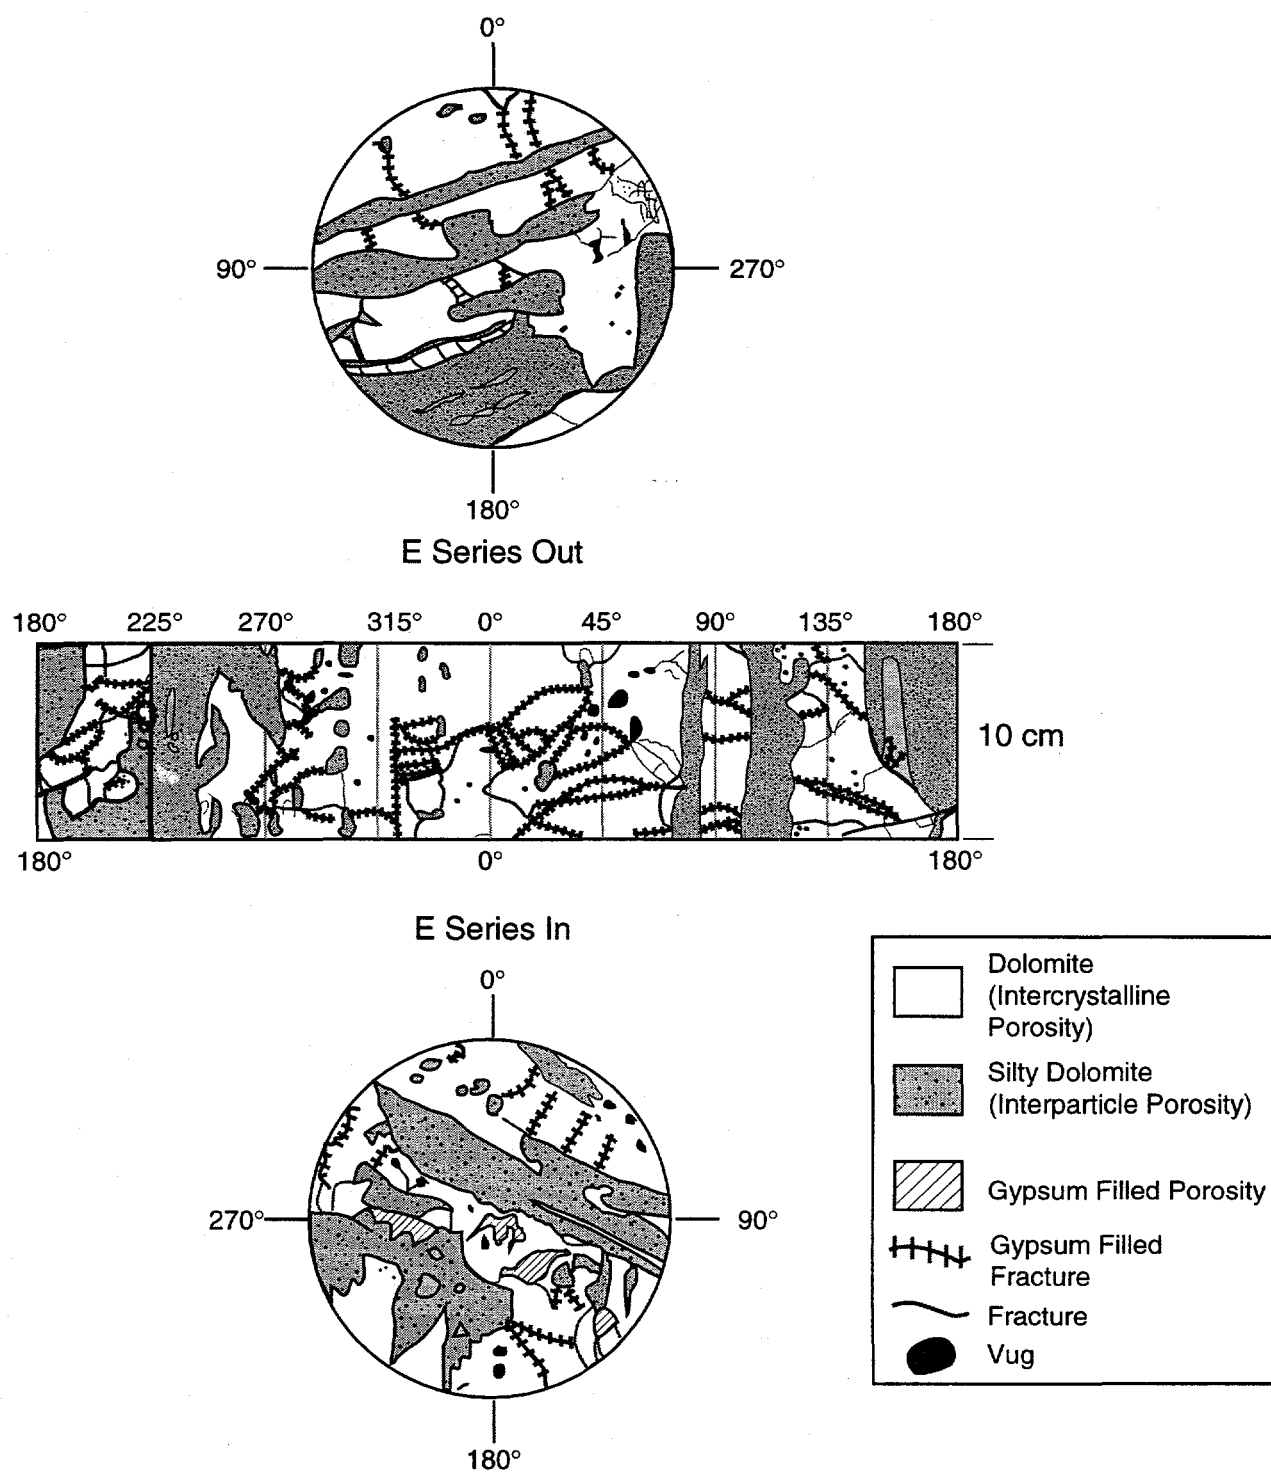 0°
90°
270°
180°
E Series Out
180° 225° 270° 315° 0° 45° 90° 135° 180°
10 cm
180° 0° 180°
E Series In
0°
270°
90°
180°
Dolomite
(Intercrystalline
Porosity)
Silty Dolomite
(Interparticle Porosity)
Gypsum Filled Porosity
Gypsum Filled
Fracture
Fracture
Vug